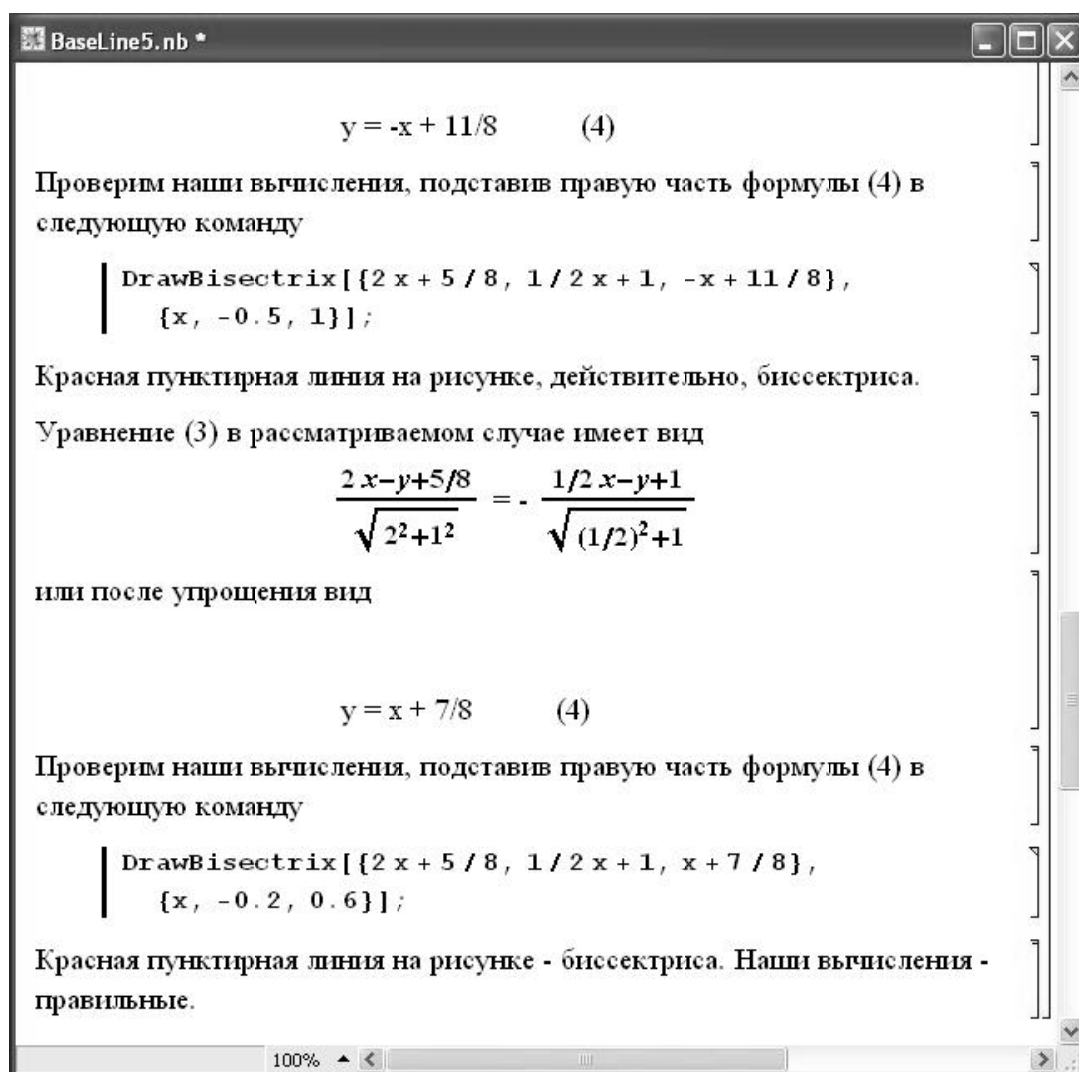 BaseLine5.nb *
y = -x + 11/8 (4)
Проверим наши вычисления, подставив правую часть формулы (4) в
следующую команду
DrawBisectrix[{2 x + 5 / 8, 1 / 2 x + 1, -x + 11 / 8},
{x, -0.5, 1}];
Красная пунктирная линия на рисунке, действительно, биссектриса.
Уравнение (3) в рассматриваемом случае имеет вид
2 x−y+5/8 / √(2²+1²) = - 1/2 x−y+1 / √((1/2)²+1)
или после упрощения вид
y = x + 7/8 (4)
Проверим наши вычисления, подставив правую часть формулы (4) в
следующую команду
DrawBisectrix[{2 x + 5 / 8, 1 / 2 x + 1, x + 7 / 8},
{x, -0.2, 0.6}];
Красная пунктирная линия на рисунке - биссектриса. Наши вычисления -
правильные.
100%